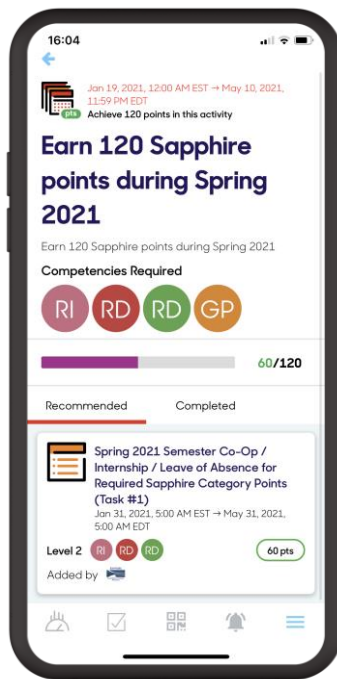 16:04
Jan 19, 2021, 12:00 AM EST → May 10, 2021,
11:59 PM EDT
pts
Achieve 120 points in this activity
Earn 120 Sapphire
points during Spring
2021
Earn 120 Sapphire points during Spring 2021
Competencies Required
RI RD RD GP
60/120
Recommended Completed
Spring 2021 Semester Co-Op /
Internship / Leave of Absence for
Required Sapphire Category Points
(Task #1)
Jan 31, 2021, 5:00 AM EST → May 31, 2021,
5:00 AM EDT
Level 2 RI RD RD 60 pts
Added by